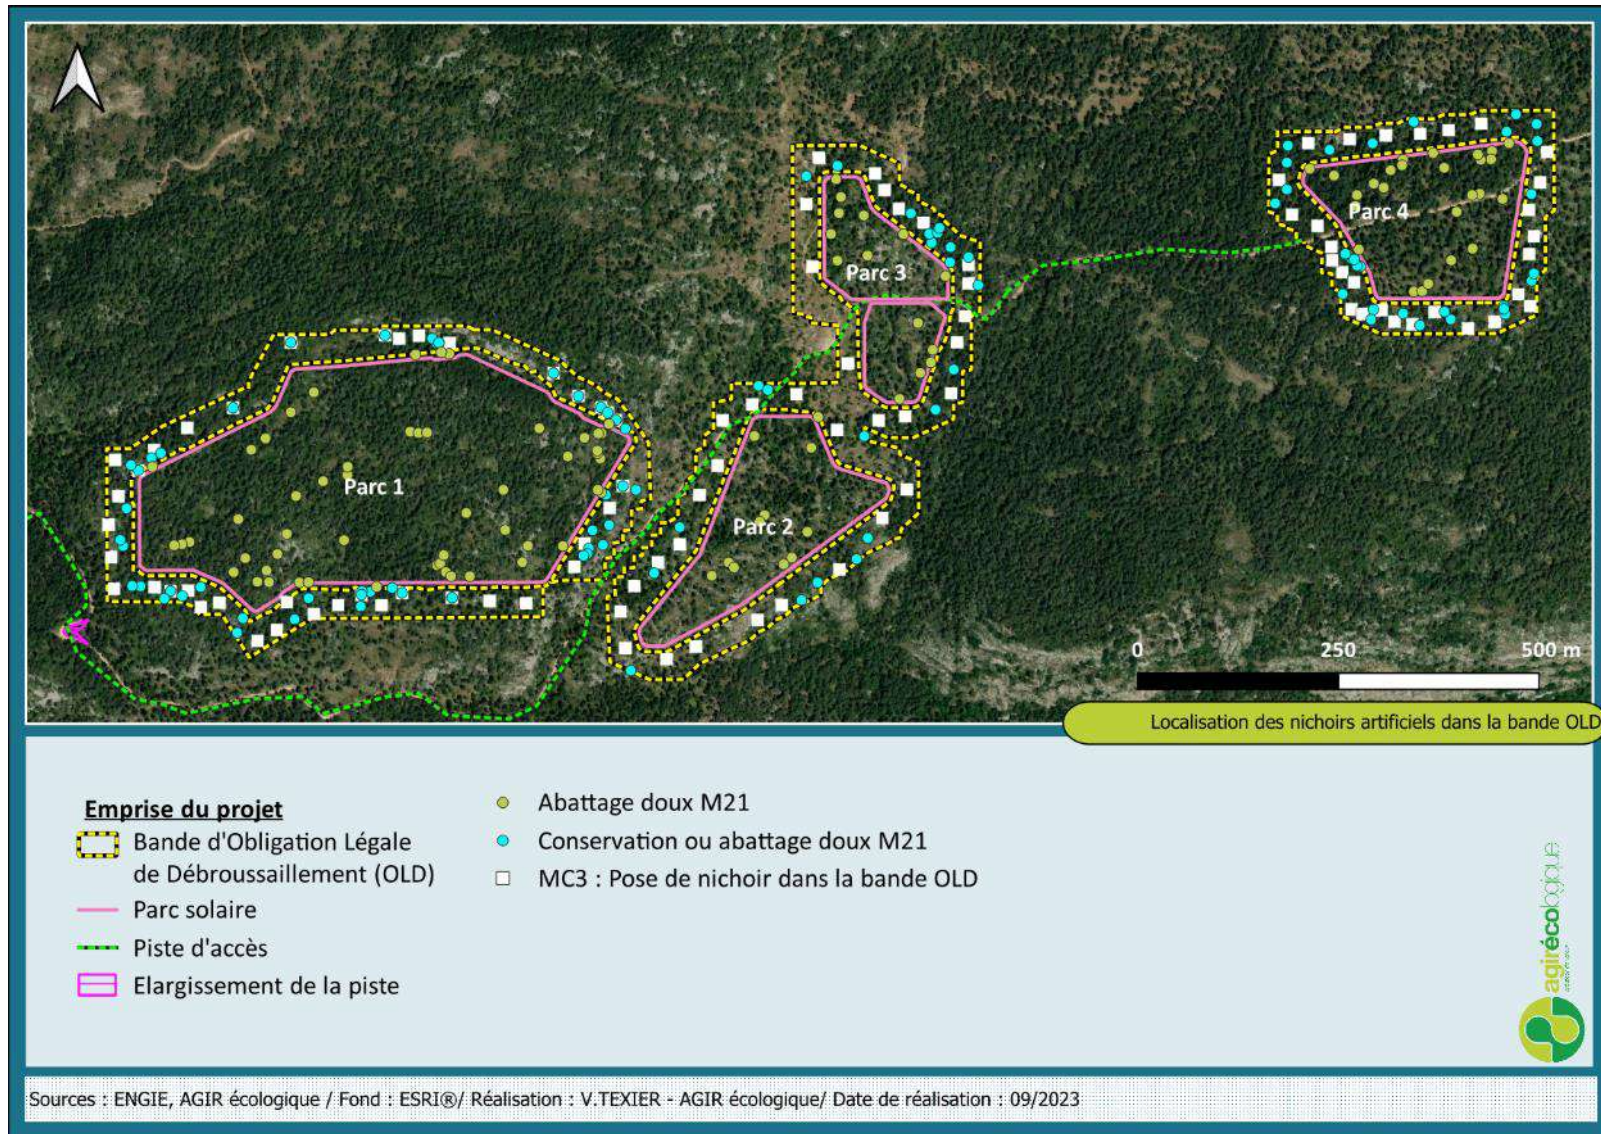 Parc 4
Parc 3
Parc 1
Parc 2
0 250 500 m
Localisation des nichoirs artificiels dans la bande OLD
Emprise du projet
Bande d'Obligation Légale
de Débroussaillement (OLD)
Parc solaire
Piste d'accès
Elargissement de la piste
Abattage doux M21
Conservation ou abattage doux M21
MC3 : Pose de nichoir dans la bande OLD
agirécologique
Sources : ENGIE, AGIR écologique / Fond : ESRI®/ Réalisation : V.TEXIER - AGIR écologique/ Date de réalisation : 09/2023